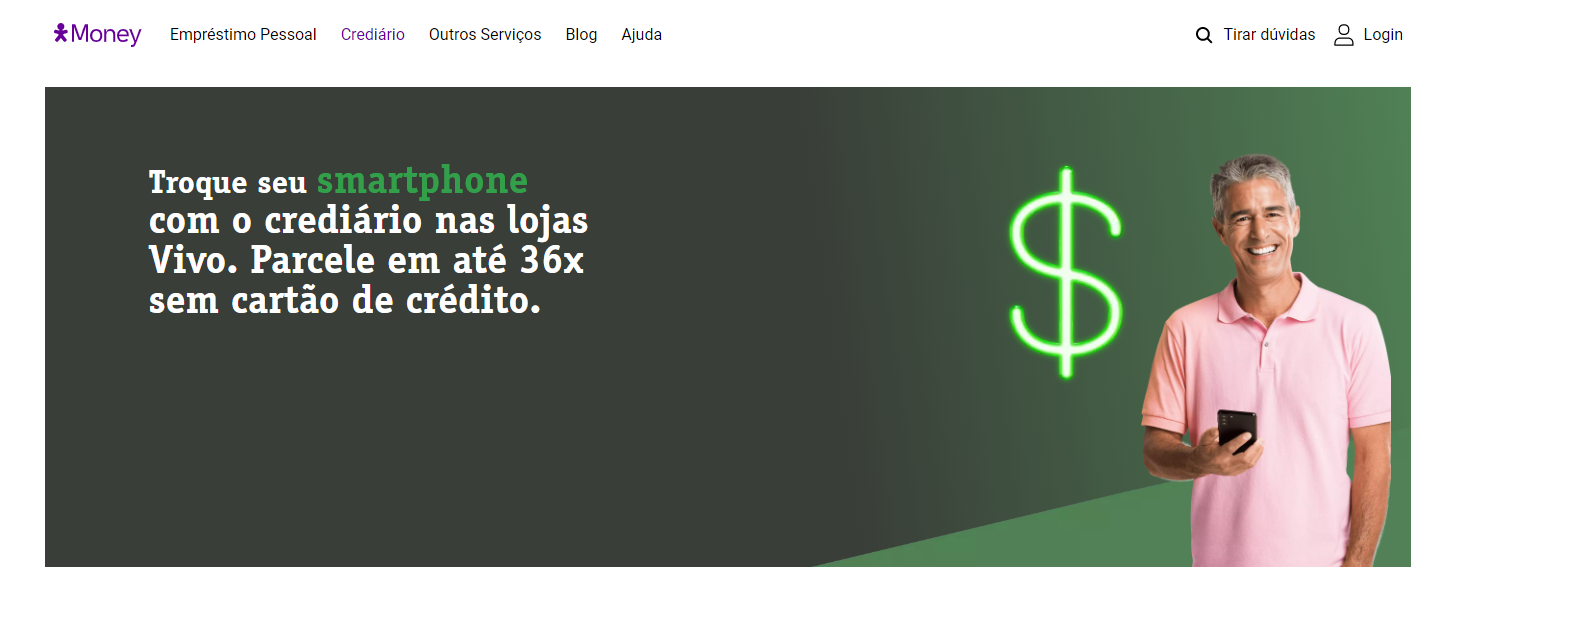 Money Empréstimo Pessoal Crediário Outros Serviços Blog Ajuda Tirar dúvidas Login
Troque seu smartphone
com o crediário nas lojas
Vivo. Parcele em até 36x
sem cartão de crédito.
$